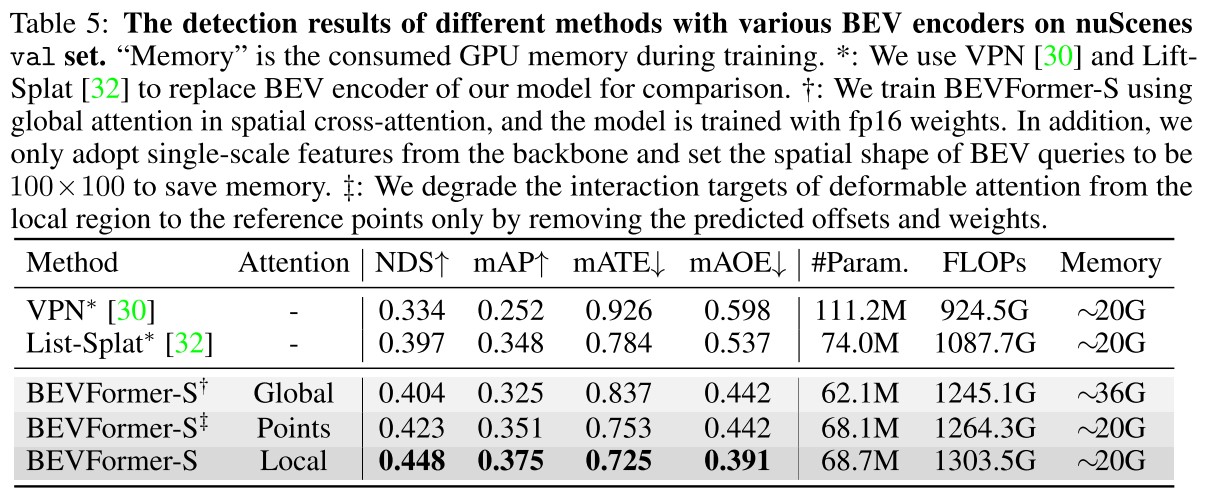 Table 5: The detection results of different methods with various BEV encoders on nuScenes
val set. “Memory” is the consumed GPU memory during training. *: We use VPN [30] and Lift-
Splat [32] to replace BEV encoder of our model for comparison. †: We train BEVFormer-S using
global attention in spatial cross-attention, and the model is trained with fp16 weights. In addition, we
only adopt single-scale features from the backbone and set the spatial shape of BEV queries to be
100×100 to save memory. ‡: We degrade the interaction targets of deformable attention from the
local region to the reference points only by removing the predicted offsets and weights.
Method Attention NDS↑ mAP↑ mATE↓ mAOE↓ #Param. FLOPs Memory
VPN* [30] - 0.334 0.252 0.926 0.598 111.2M 924.5G ~20G
List-Splat* [32] - 0.397 0.348 0.784 0.537 74.0M 1087.7G ~20G
BEVFormer-S† Global 0.404 0.325 0.837 0.442 62.1M 1245.1G ~36G
BEVFormer-S‡ Points 0.423 0.351 0.753 0.442 68.1M 1264.3G ~20G
BEVFormer-S Local 0.448 0.375 0.725 0.391 68.7M 1303.5G ~20G